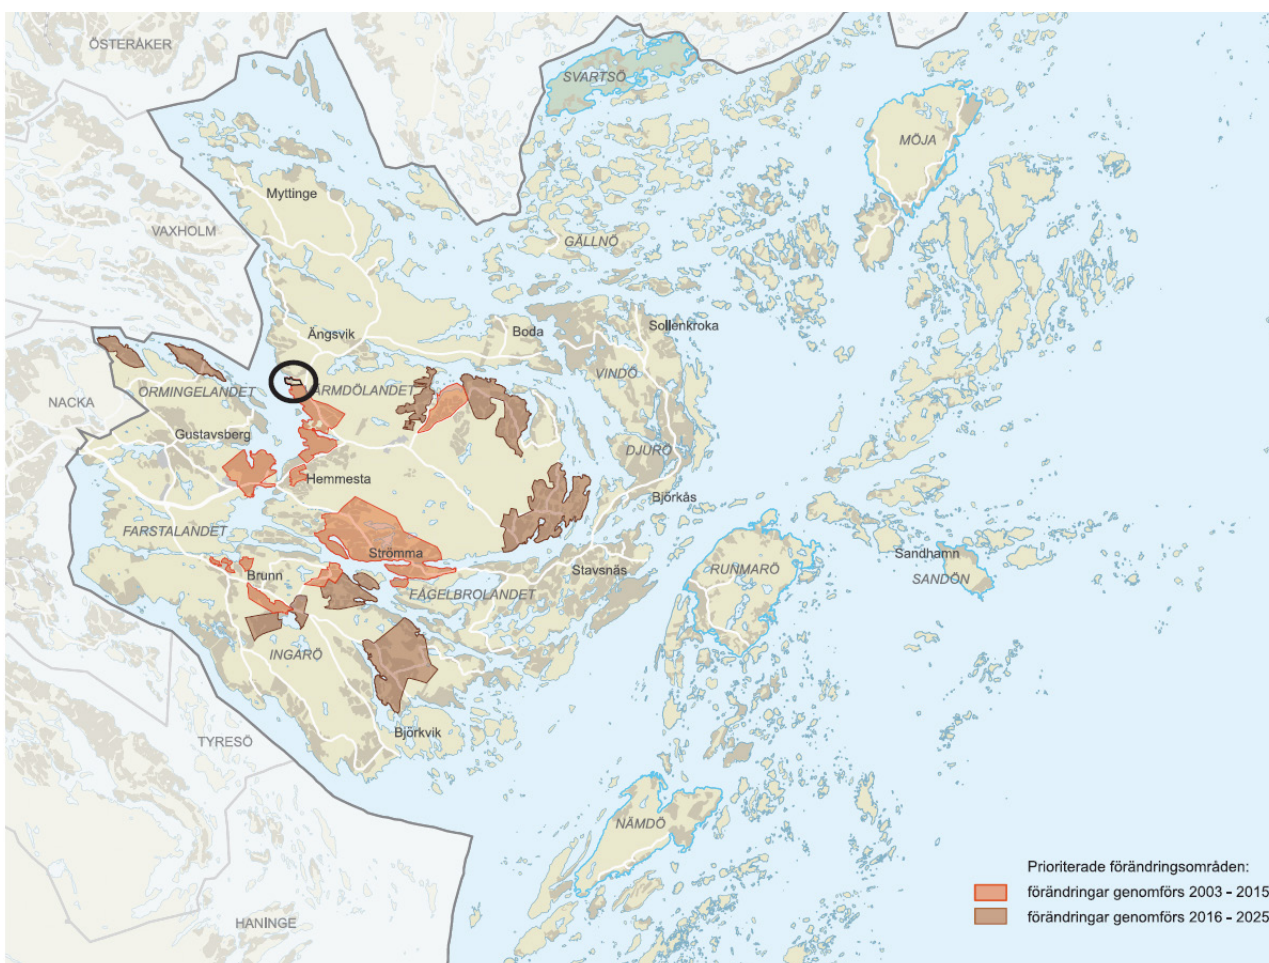 ÖSTERÅKER
SVARTSÖ
MÖJA
Myttinge
VAXHOLM
GÄLLNÖ
Ängsvik
Boda
Sollenkroka
VINDÖ
ORMINGELANDET
ÄRMDÖLANDET
NACKA
Gustavsberg
DJURÖ
Hemmesta
Björkås
FARSTALANDET
Strömma
Sandhamn
Stavsnäs
RUNMARÖ
SANDÖN
Brunn
FÅGELBROLANDET
INGARÖ
Björkvik
TYRESÖ
NÄMDÖ
HANINGE
Prioriterade förändringsområden:
förändringar genomförs 2003 - 2015
förändringar genomförs 2016 - 2025